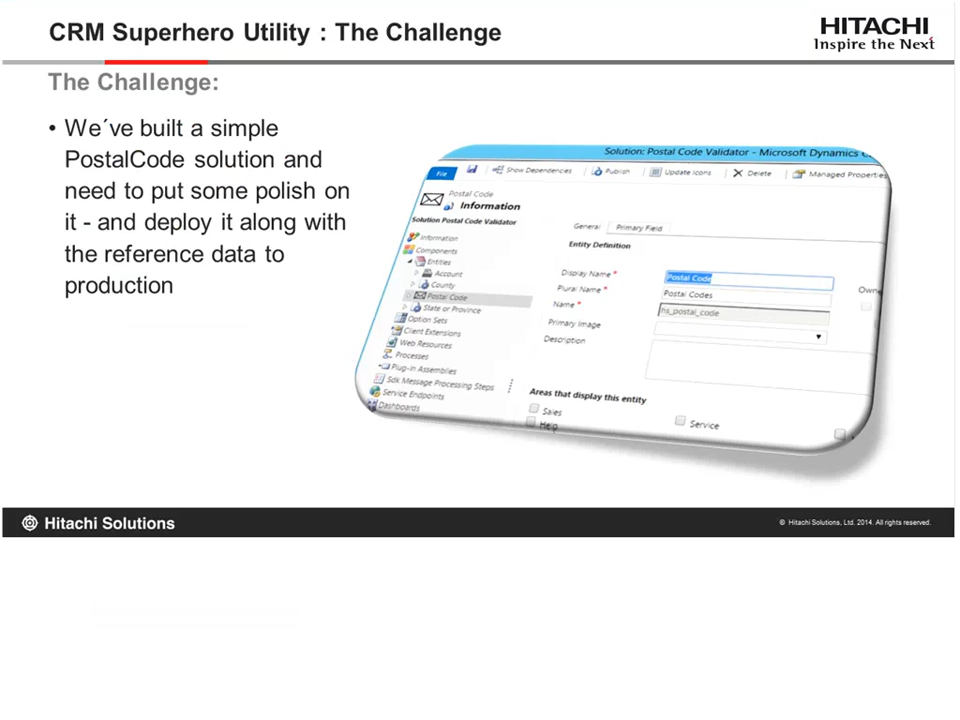 CRM Superhero Utility : The Challenge
HITACHI
Inspire the Next
The Challenge:
• We´ve built a simple
PostalCode solution and
need to put some polish on
it - and deploy it along with
the reference data to
production
Solution: Postal Code Validator - Microsoft Dynamics
File
Show Dependencies
Publish
Update Icons
Delete
Managed Properties
Postal Code
Information
Solution Postal Code Validator
Information
Components
Entities
Account
County
Postal Code
State or Province
Option Sets
Client Extensions
Web Resources
Processes
Plug-in Assemblies
Sdk Message Processing Steps
Service Endpoints
Dashboards
General
Primary Field
Entity Definition
Display Name *
Postal Code
Plural Name *
Postal Codes
Name *
hs_postal_code
Primary Image
Description
Areas that display this entity
Sales
Service
Help
Hitachi Solutions
© Hitachi Solutions, Ltd. 2014. All rights reserved.